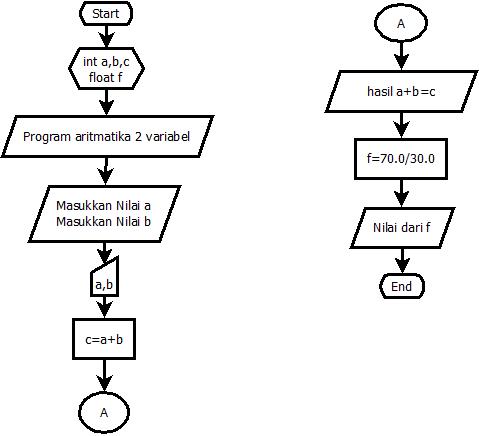 Start
int a,b,c
float f
Program aritmatika 2 variabel
Masukkan Nilai a
Masukkan Nilai b
a,b
c=a+b
A
A
hasil a+b=c
f=70.0/30.0
Nilai dari f
End